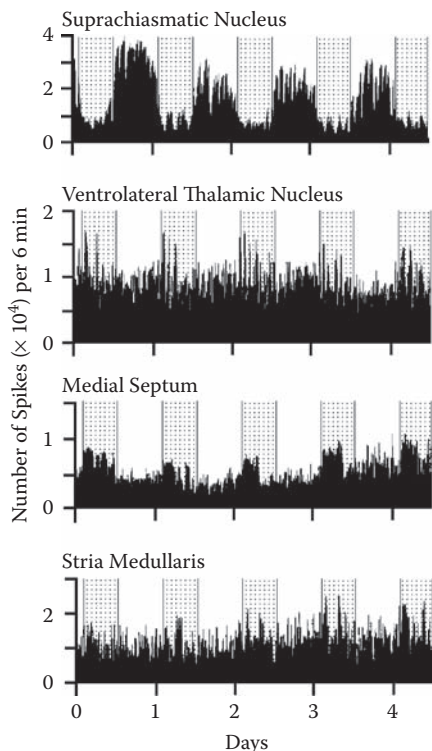 Suprachiasmatic Nucleus
4
2
0
Ventrolateral Thalamic Nucleus
2
1
0
Number of Spikes (× 10⁴) per 6 min
Medial Septum
1
0
Stria Medullaris
2
0
0 1 2 3 4
Days